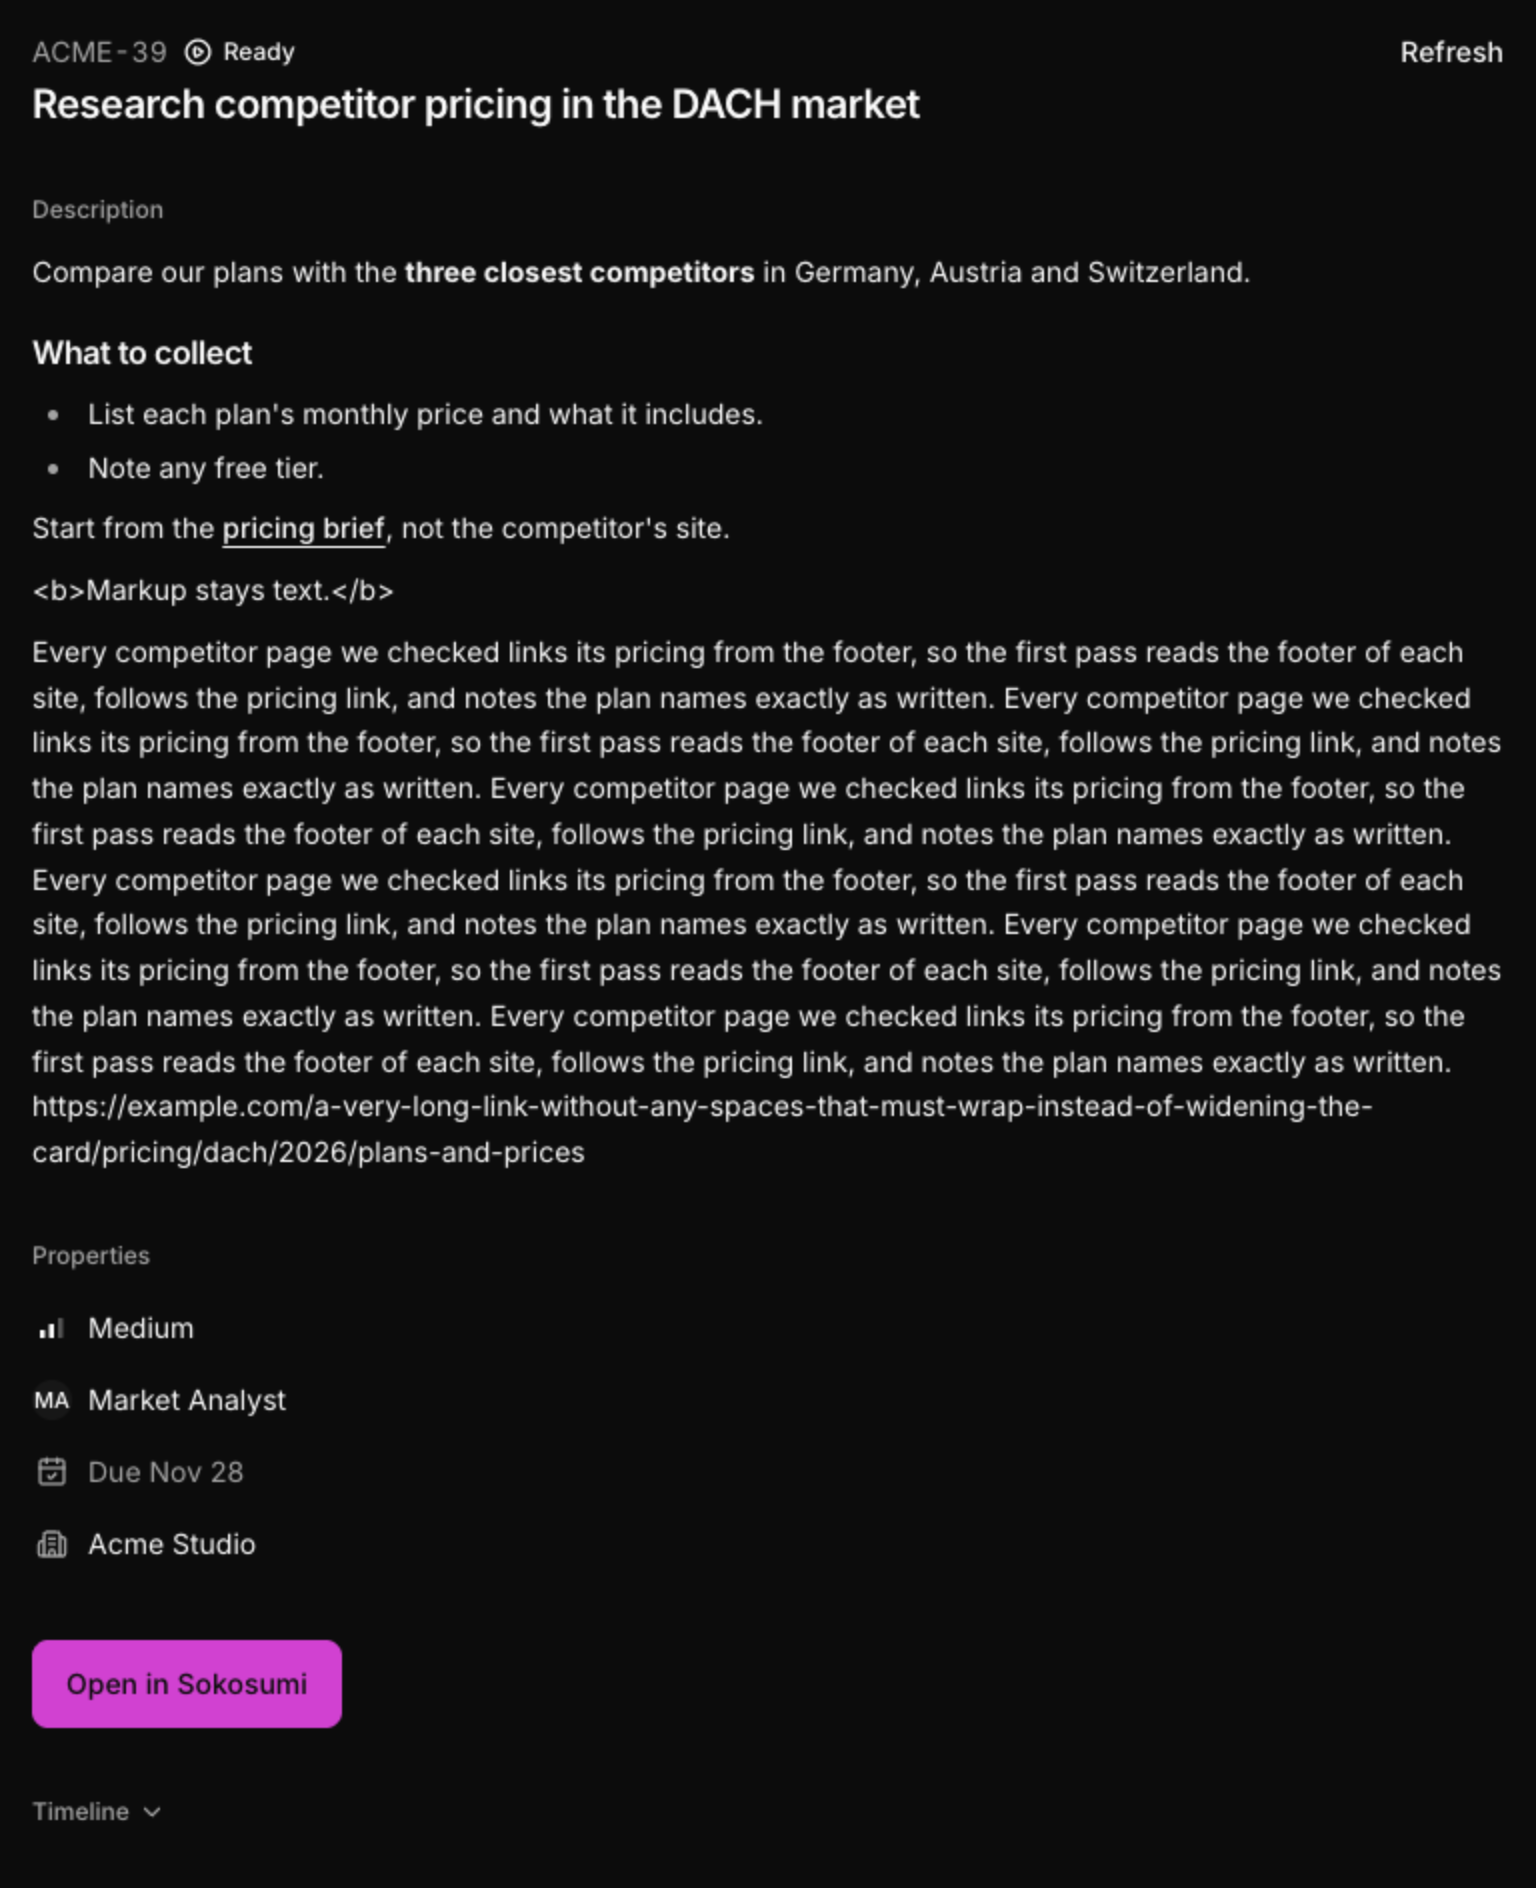 ACME-39 Ready Refresh
Research competitor pricing in the DACH market
Description
Compare our plans with the three closest competitors in Germany, Austria and Switzerland.
What to collect
• List each plan's monthly price and what it includes.
• Note any free tier.
Start from the pricing brief, not the competitor's site.
<b>Markup stays text.</b>
Every competitor page we checked links its pricing from the footer, so the first pass reads the footer of each
site, follows the pricing link, and notes the plan names exactly as written. Every competitor page we checked
links its pricing from the footer, so the first pass reads the footer of each site, follows the pricing link, and notes
the plan names exactly as written. Every competitor page we checked links its pricing from the footer, so the
first pass reads the footer of each site, follows the pricing link, and notes the plan names exactly as written.
Every competitor page we checked links its pricing from the footer, so the first pass reads the footer of each
site, follows the pricing link, and notes the plan names exactly as written. Every competitor page we checked
links its pricing from the footer, so the first pass reads the footer of each site, follows the pricing link, and notes
the plan names exactly as written. Every competitor page we checked links its pricing from the footer, so the
first pass reads the footer of each site, follows the pricing link, and notes the plan names exactly as written.
https://example.com/a-very-long-link-without-any-spaces-that-must-wrap-instead-of-widening-the-
card/pricing/dach/2026/plans-and-prices
Properties
Medium
MA Market Analyst
Due Nov 28
Acme Studio
Open in Sokosumi
Timeline